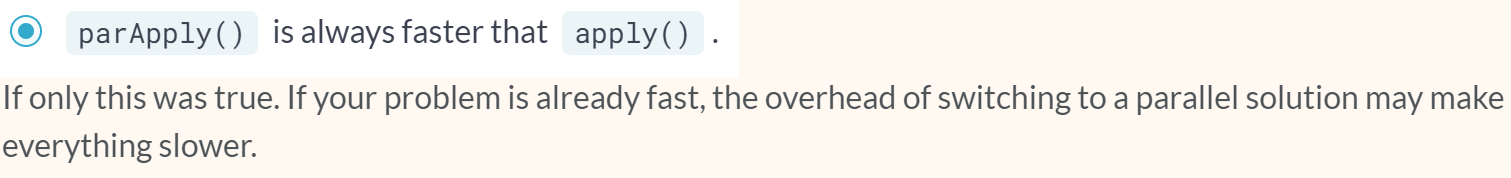 parApply() is always faster that apply() .
If only this was true. If your problem is already fast, the overhead of switching to a parallel solution may make
everything slower.